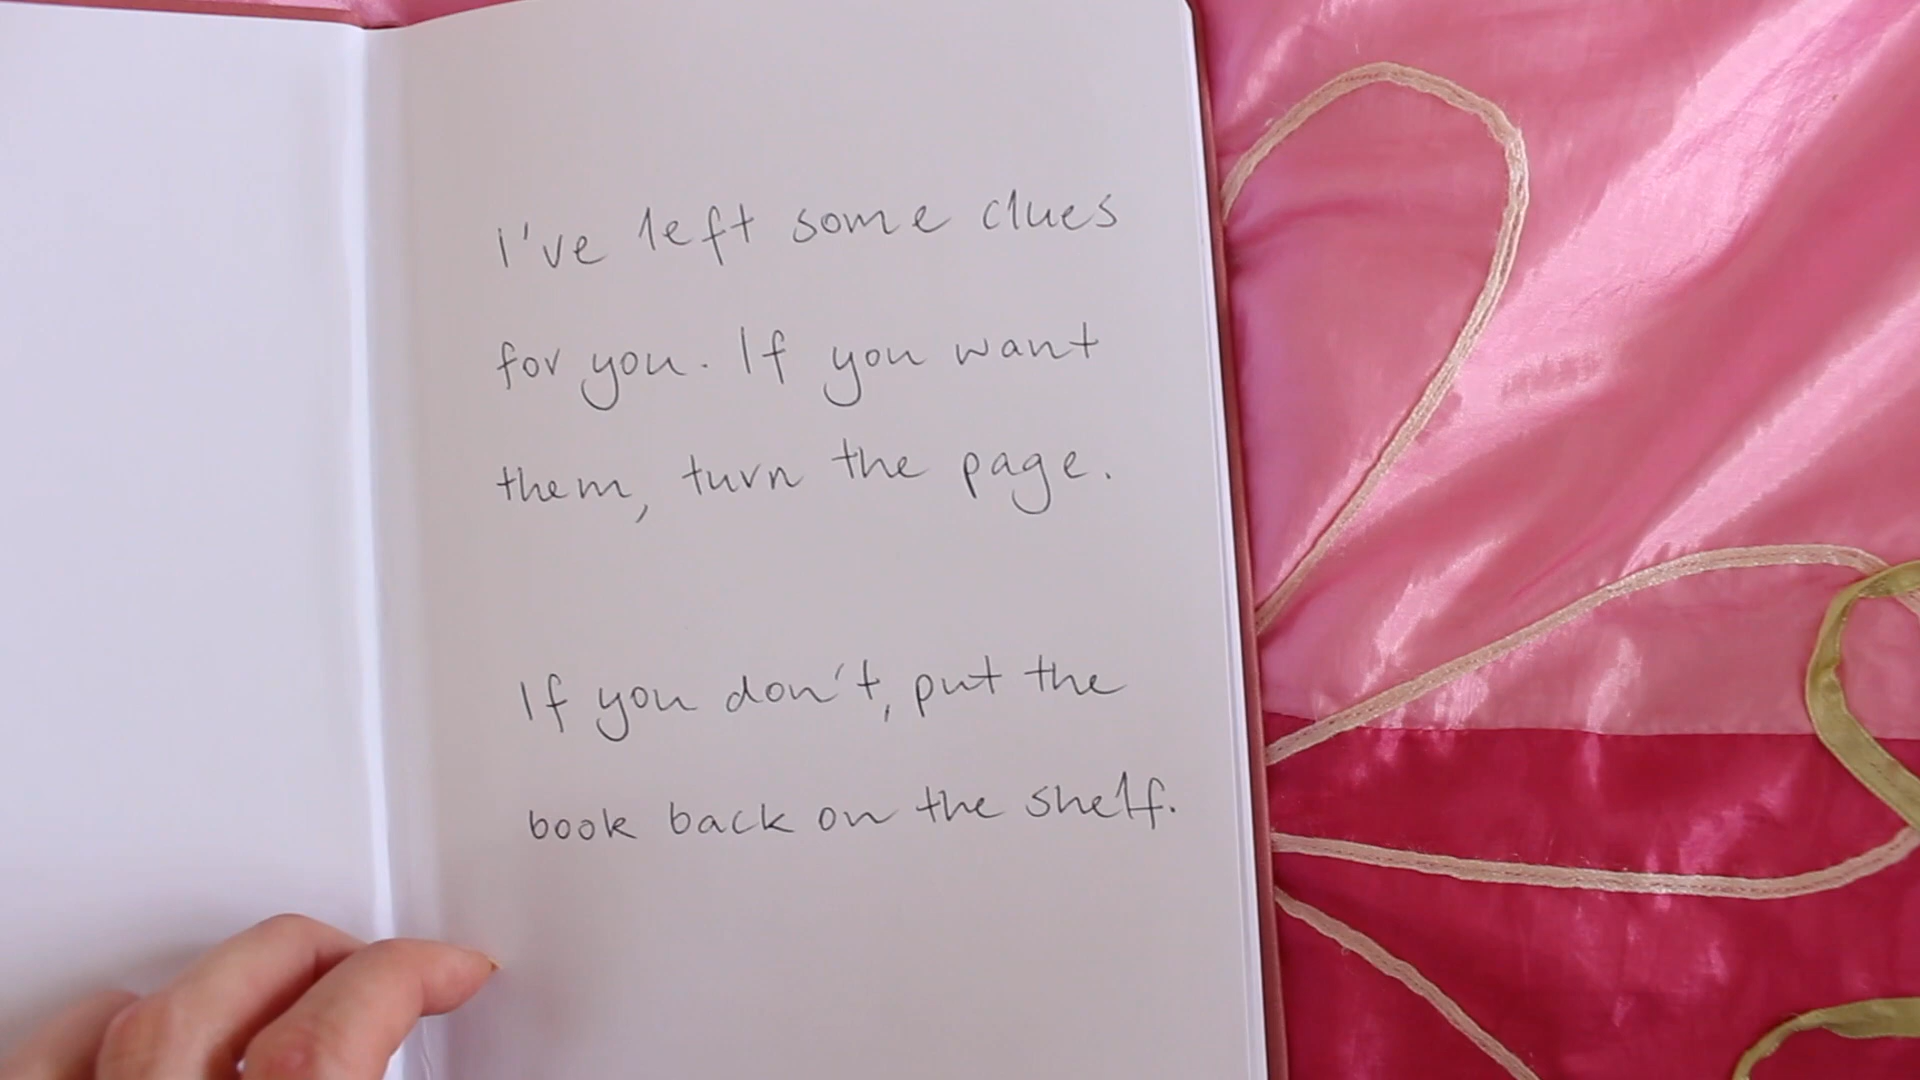 I've left some clues
for you. If you want
them, turn the page.
If you don't, put the
book back on the shelf.